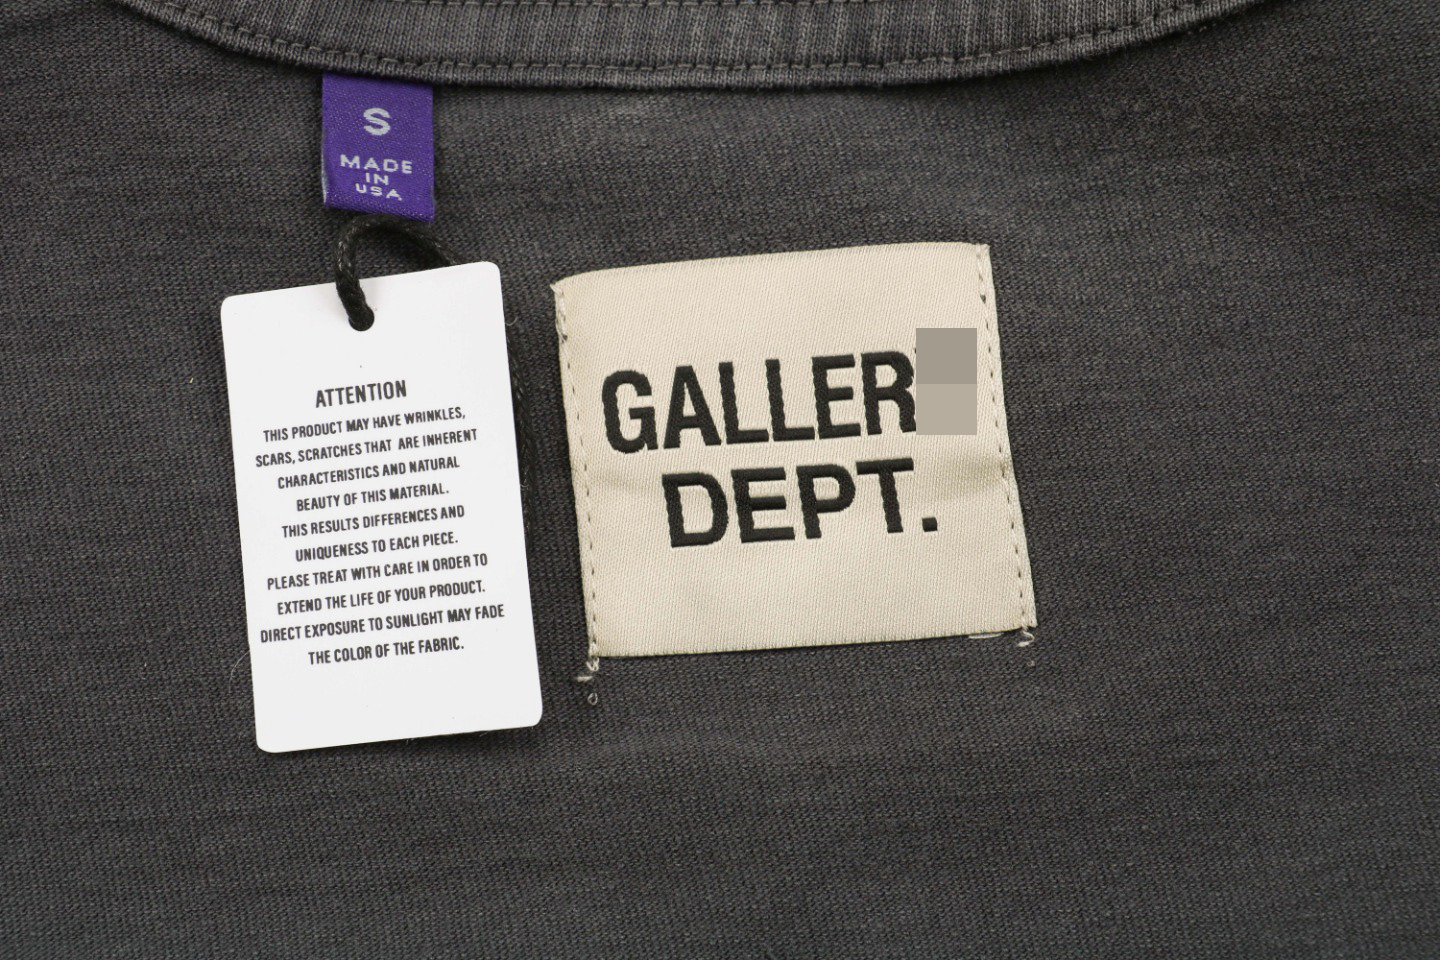 S
MADE
IN
USA
ATTENTION
THIS PRODUCT MAY HAVE WRINKLES,
SCARS, SCRATCHES THAT ARE INHERENT
CHARACTERISTICS AND NATURAL
BEAUTY OF THIS MATERIAL.
THIS RESULTS DIFFERENCES AND
UNIQUENESS TO EACH PIECE.
PLEASE TREAT WITH CARE IN ORDER TO
EXTEND THE LIFE OF YOUR PRODUCT.
DIRECT EXPOSURE TO SUNLIGHT MAY FADE
THE COLOR OF THE FABRIC.
DEPT.